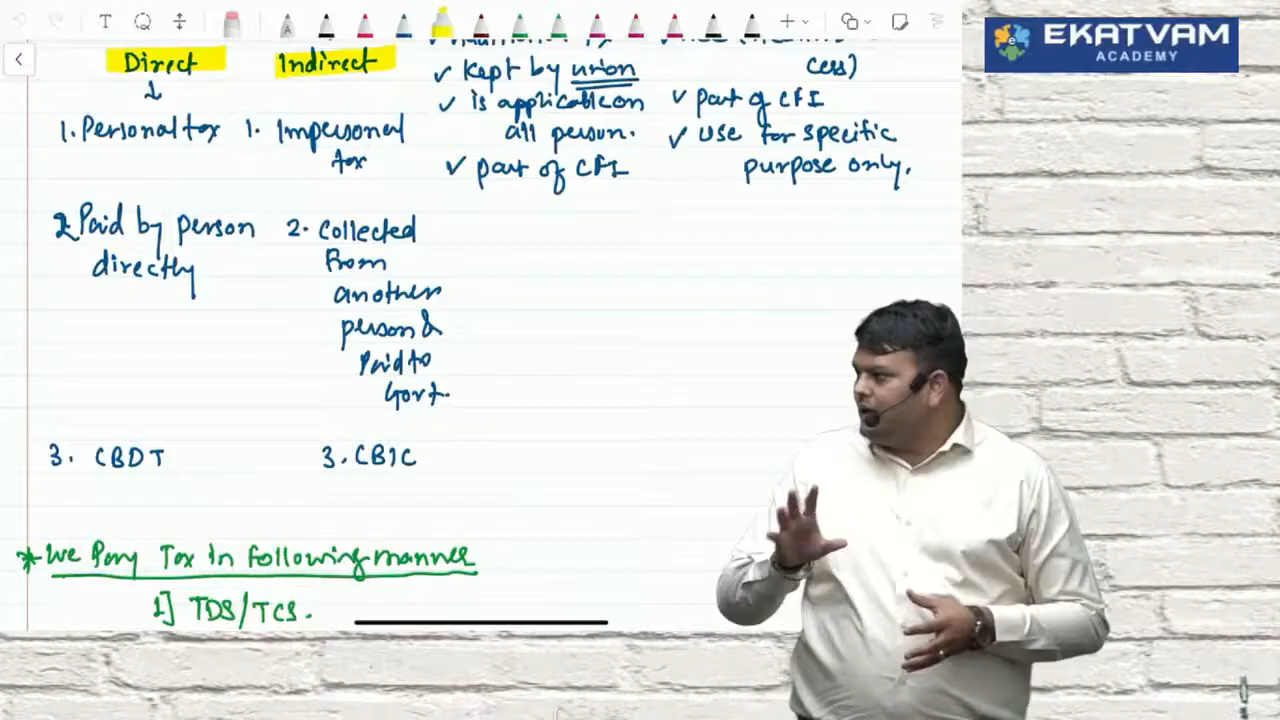 EKATVAM
ACADEMY
Direct
Indirect
✓ Kept by union
cess)
✓ is applicable on
all person.
✓ part of CFI
✓ part of CFI
✓ use for specific
purpose only.
1. Personal tax
1. Impersonal
tax
2. Paid by person
directly
2. Collected
from
another
person &
Paid to
Govt.
3. CBDT
3. CBIC
* We Pay Tax in following manner
1] TDS/TCS.